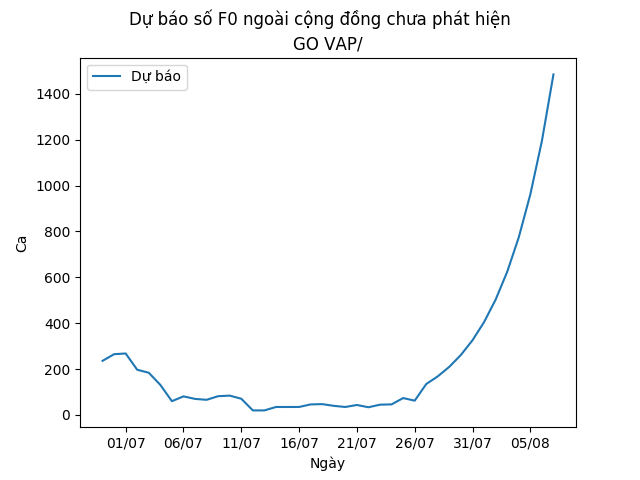 Dự báo số F0 ngoài cộng đồng chưa phát hiện
GO VAP/
Dự báo
1400
1200
1000
800
600
400
200
0
Ca
01/07 06/07 11/07 16/07 21/07 26/07 31/07 05/08
Ngày